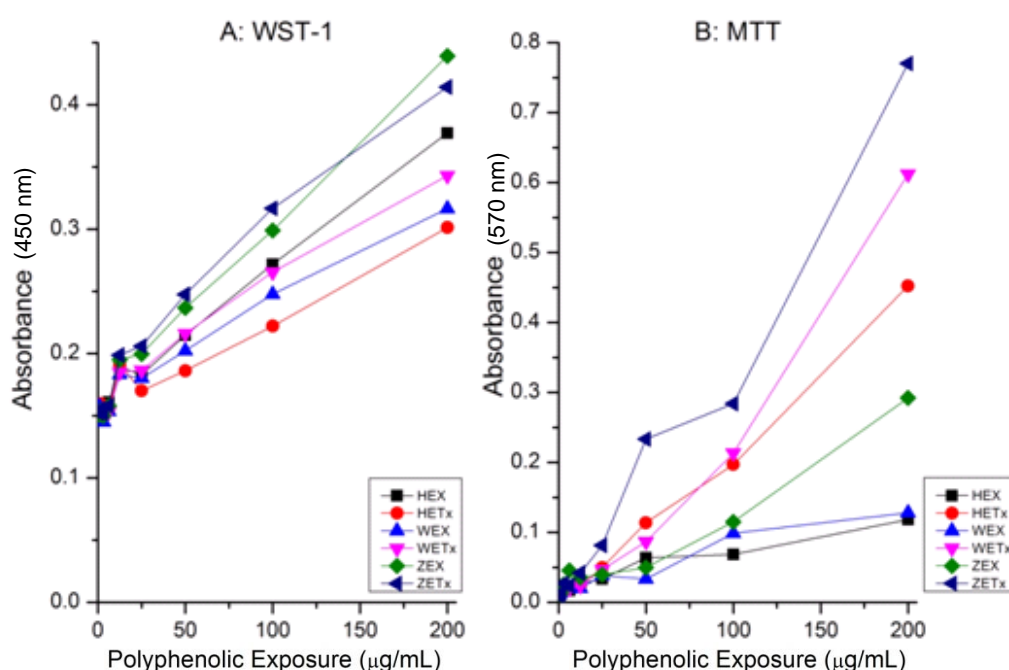 A: WST-1
0.4
0.3
0.2
0.1
0.0
Absorbance (450 nm)
HEX
HETx
WEX
WETx
ZEX
ZETx
0 50 100 150 200
Polyphenolic Exposure (μg/mL)
B: MTT
0.8
0.7
0.6
0.5
0.4
0.3
0.2
0.1
0.0
Absorbance (570 nm)
HEX
HETx
WEX
WETx
ZEX
ZETx
0 50 100 150 200
Polyphenolic Exposure (μg/mL)